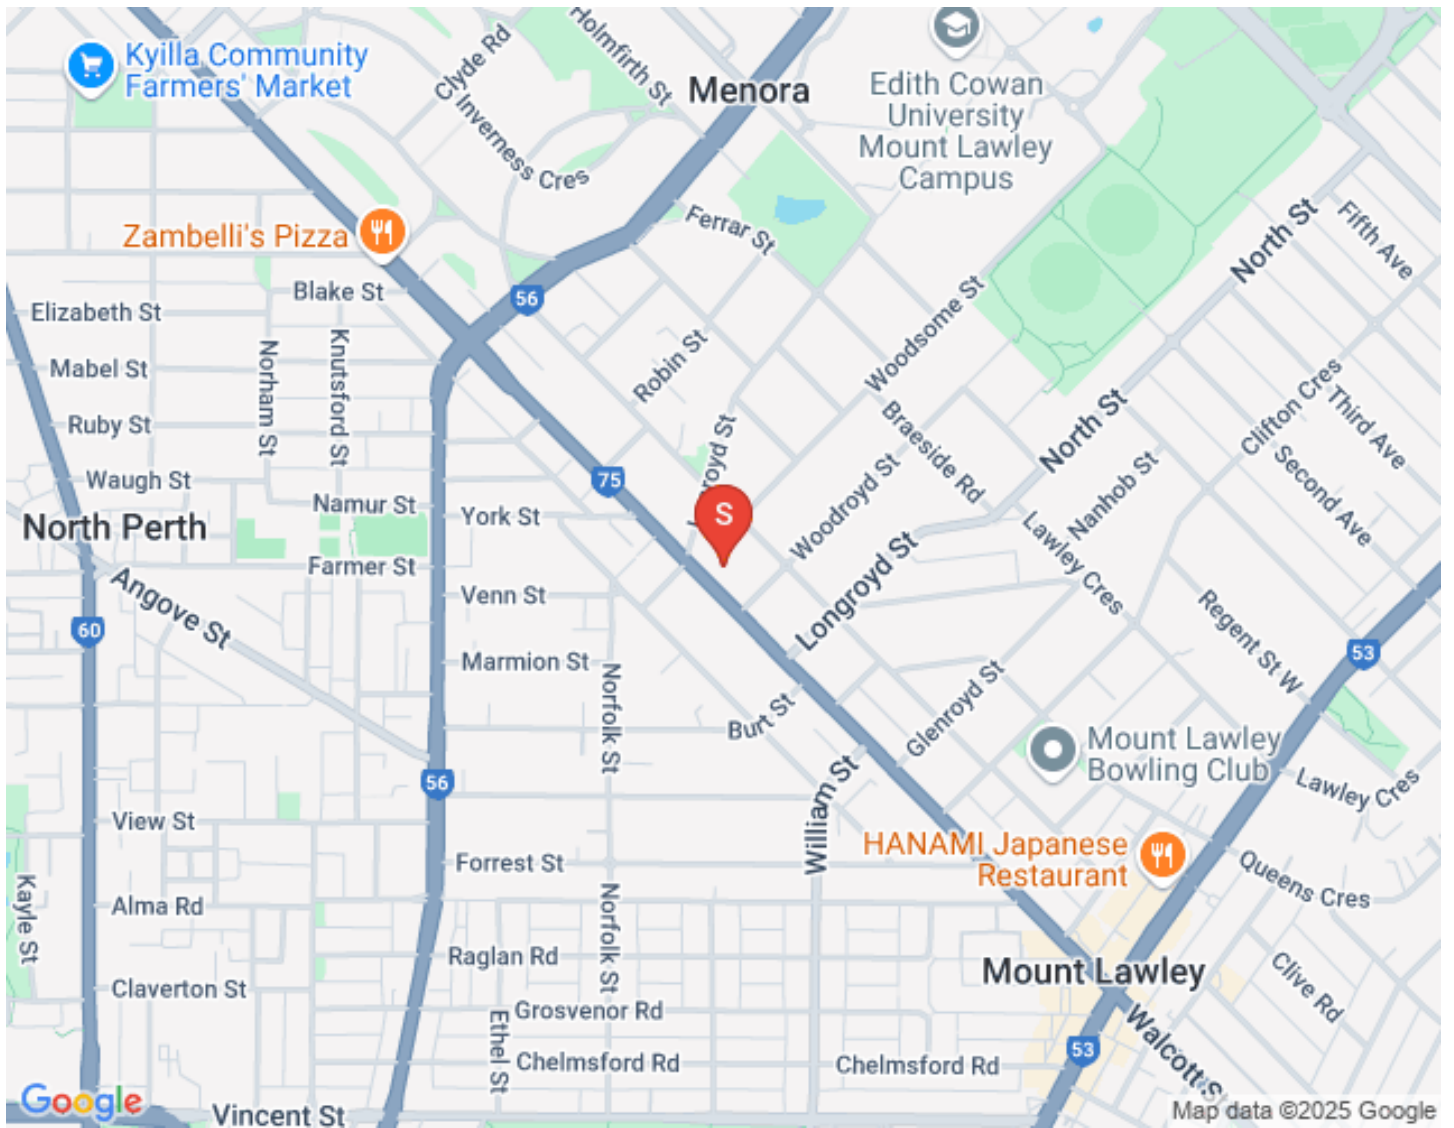 Kyilla Community
Farmers' Market
Clyde Rd
Holmfirth St
Menora
Edith Cowan
University
Mount Lawley
Campus
Inverness Cres
Zambelli's Pizza
Ferrar St
North St
Fifth Ave
Blake St
56
Elizabeth St
Knutsford St
Norham St
Mabel St
Robin St
Woodsome St
Ruby St
Braeside Rd
Clifton Cres
Third Ave
North St
Waugh St
75
Woodroyd St
Nanhob St
Second Ave
Namur St
York St
S
North Perth
Longroyd St
Lawley Cres
Farmer St
Angove St
Venn St
Regent St W
60
53
Marmion St
Norfolk St
Burt St
Glenroyd St
Mount Lawley
Bowling Club
56
William St
Lawley Cres
View St
HANAMI Japanese
Restaurant
Forrest St
Queens Cres
Kayle St
Alma Rd
Norfolk St
Raglan Rd
Mount Lawley
Clive Rd
Claverton St
Grosvenor Rd
Ethel St
Walcott S
53
Chelmsford Rd
Chelmsford Rd
Google
Vincent St
Map data ©2025 Google